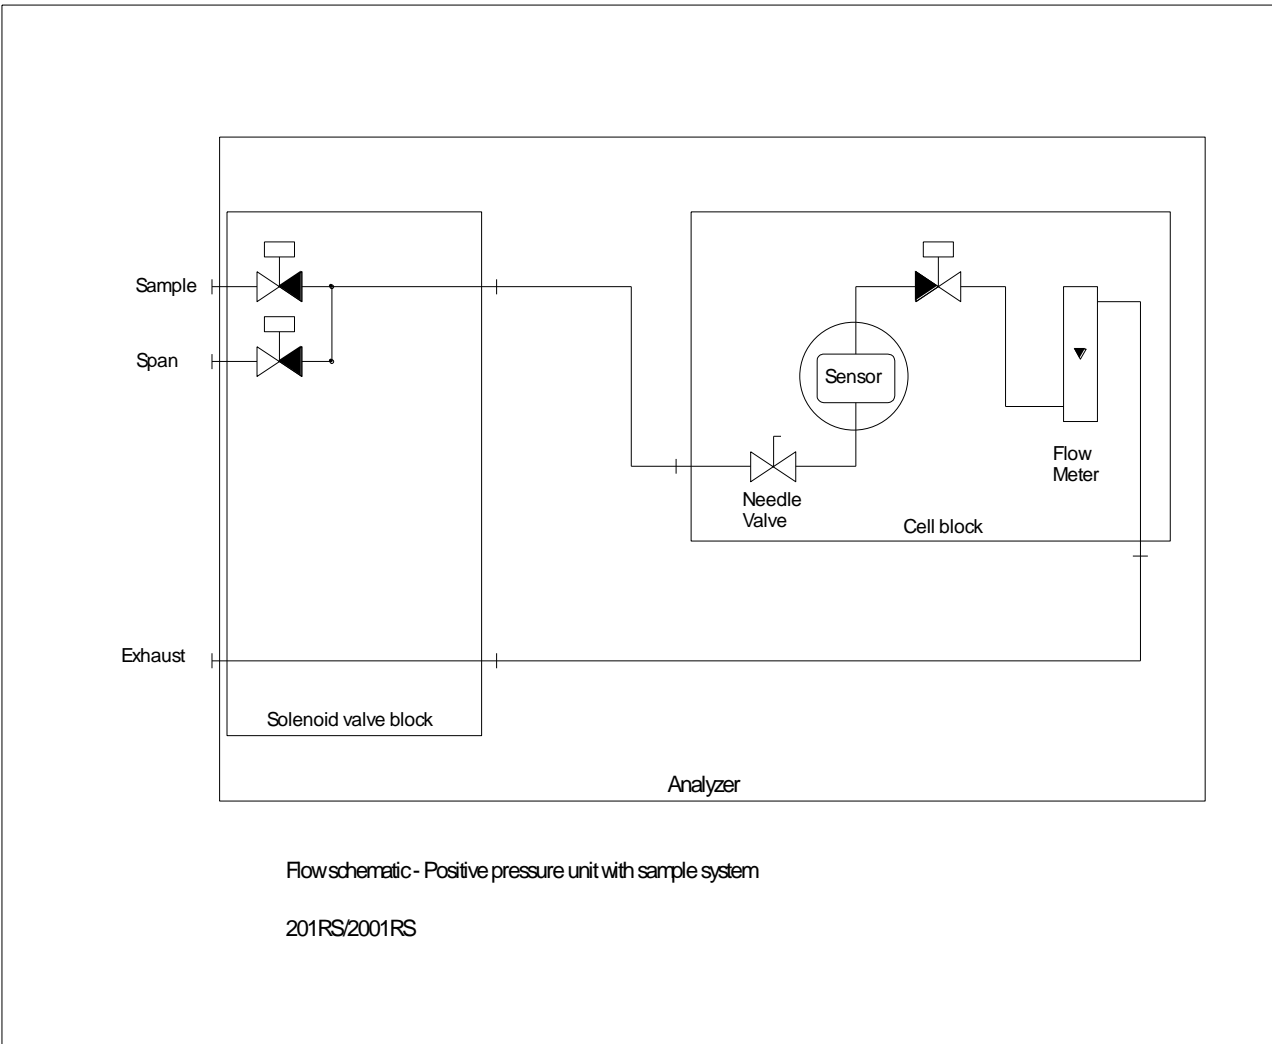 Sample
Span
Sensor
Flow
Meter
Needle
Valve
Cell block
Exhaust
Solenoid valve block
Analyzer
Flow schematic - Positive pressure unit with sample system
201RS/2001RS